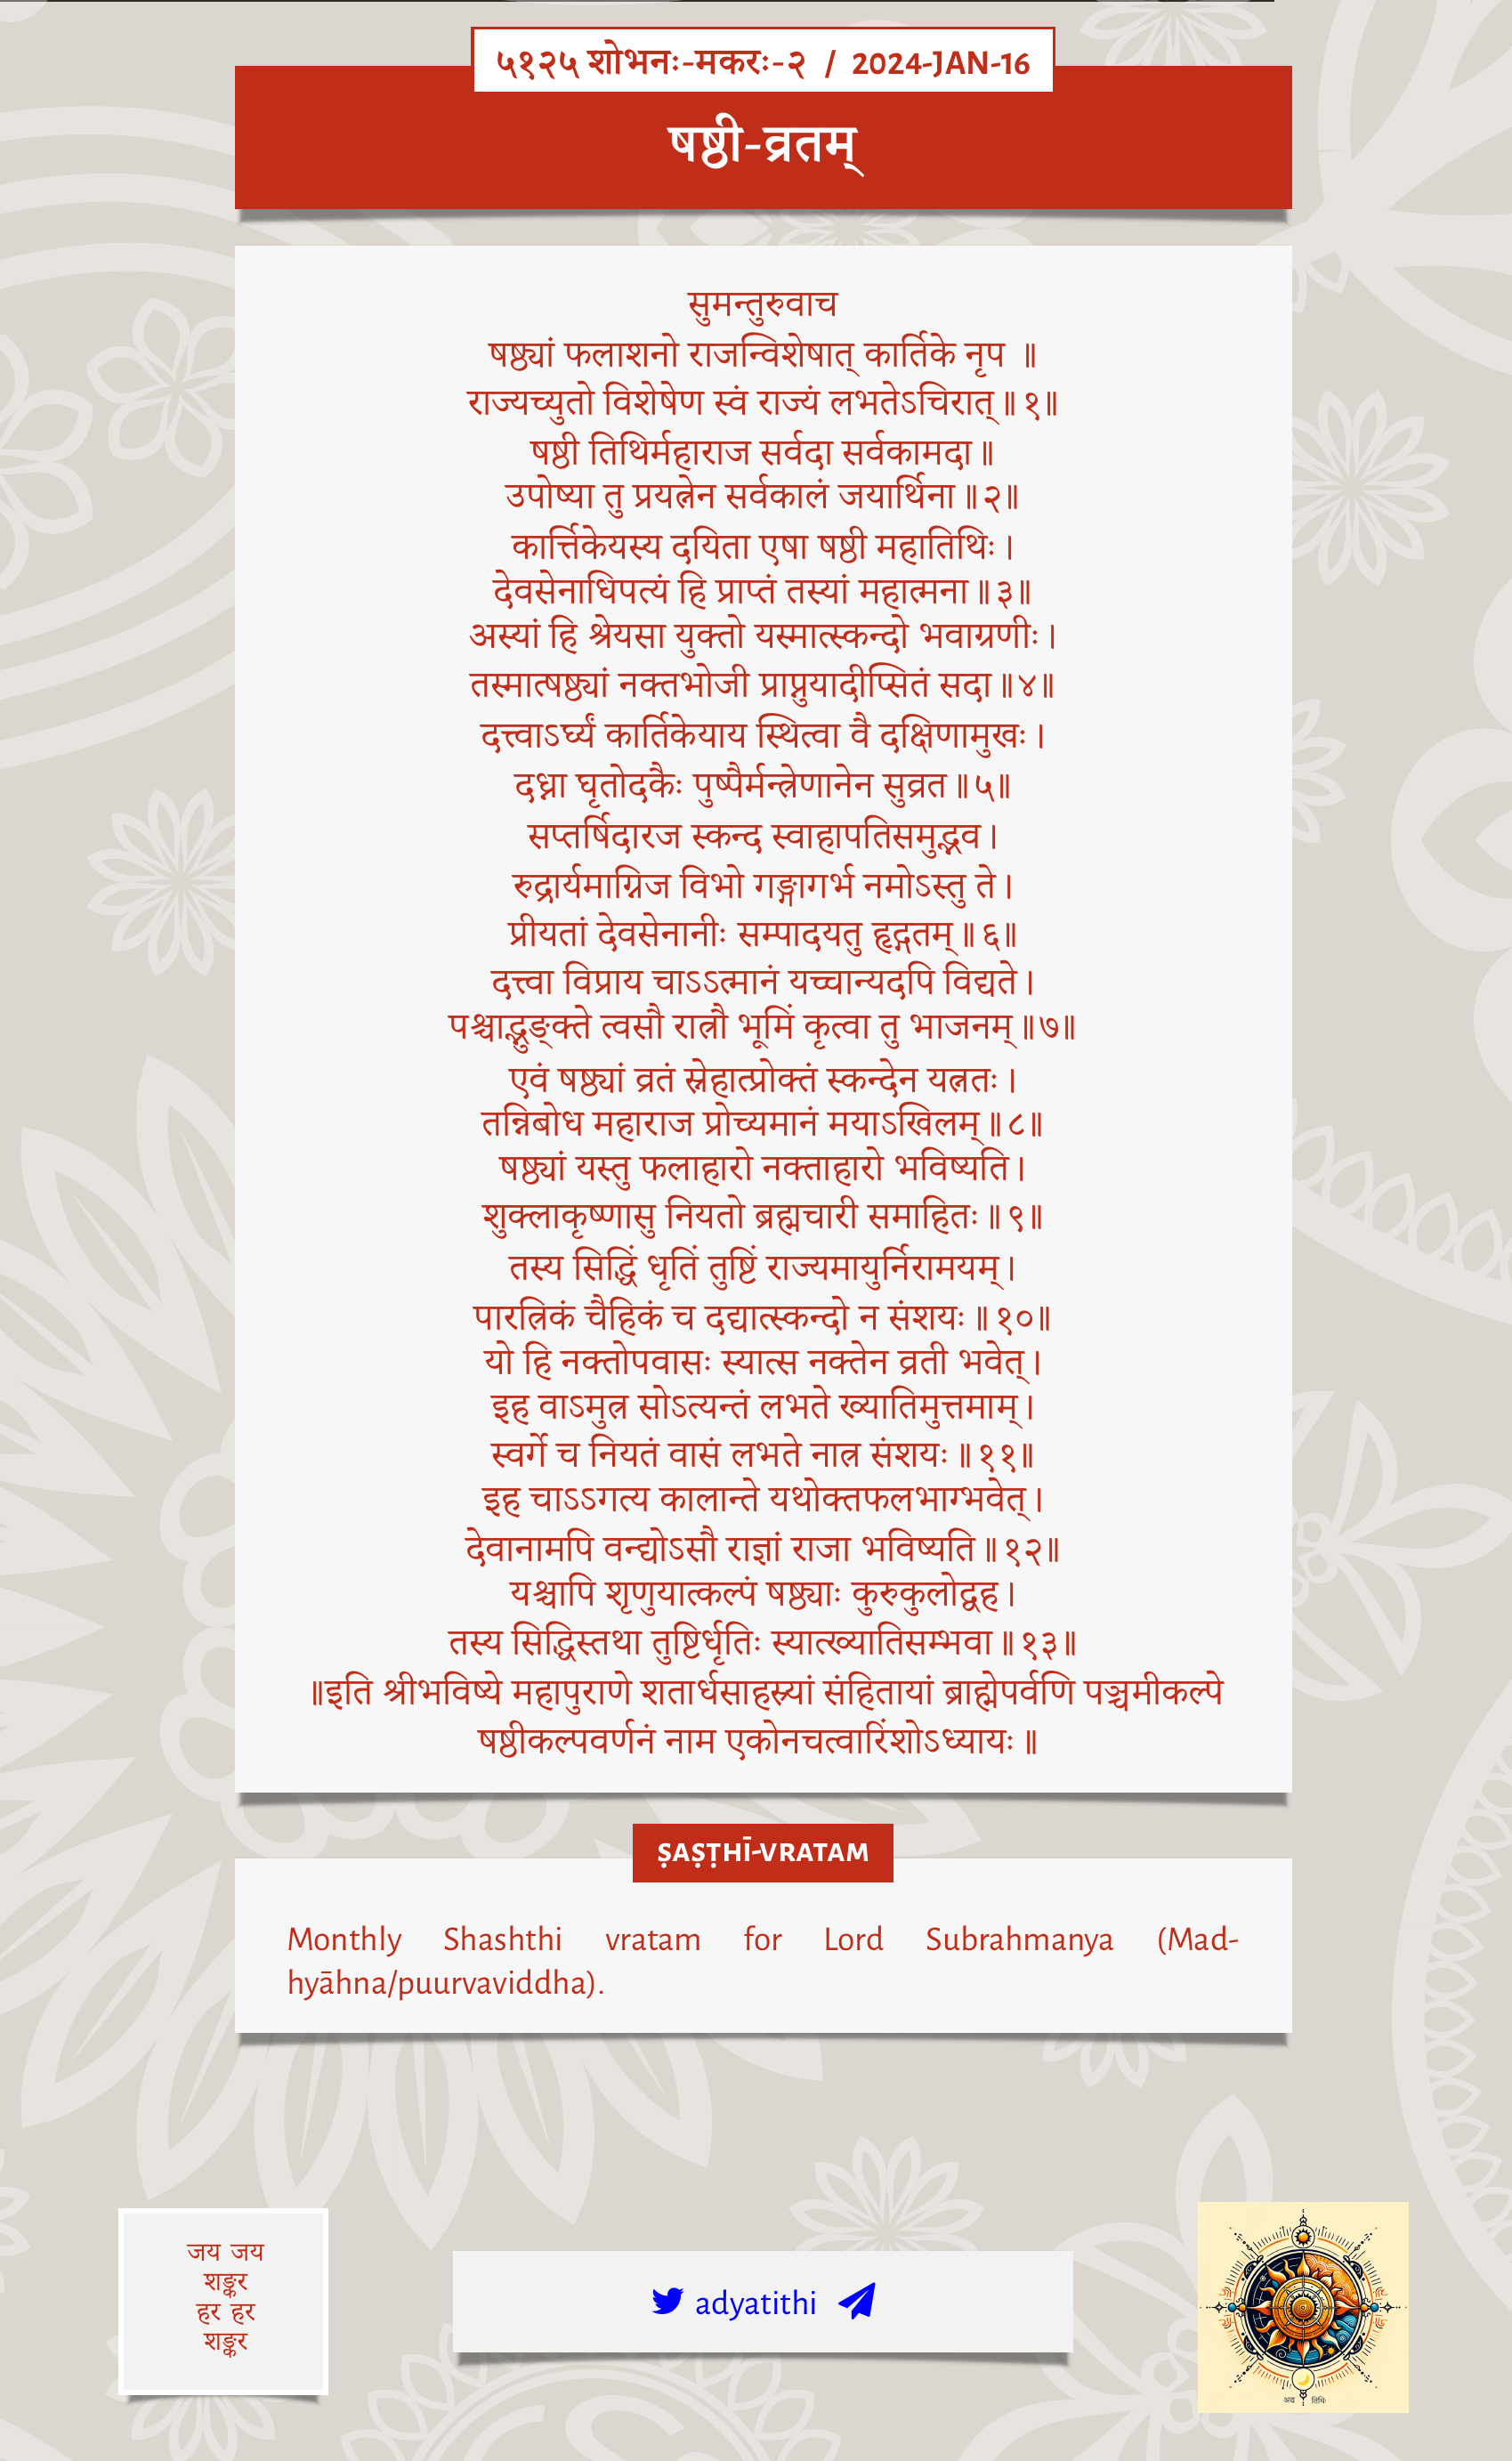 ५१२५ शोभनः-मकरः-२ / 2024-JAN-16
षष्ठी-व्रतम्
सुमन्तुरुवाच
षष्ठ्यां फलाशनो राजन्विशेषात् कार्तिके नृप ॥
राज्यच्युतो विशेषेण स्वं राज्यं लभतेऽचिरात्॥१॥
षष्ठी तिथिर्महाराज सर्वदा सर्वकामदा॥
उपोष्या तु प्रयत्नेन सर्वकालं जयार्थिना॥२॥
कार्त्तिकेयस्य दयिता एषा षष्ठी महातिथिः।
देवसेनाधिपत्यं हि प्राप्तं तस्यां महात्मना॥३॥
अस्यां हि श्रेयसा युक्तो यस्मात्स्कन्दो भवाग्रणीः।
तस्मात्षष्ठ्यां नक्तभोजी प्राप्नुयादीप्सितं सदा॥४॥
दत्त्वाऽर्घ्यं कार्तिकेयाय स्थित्वा वै दक्षिणामुखः।
दध्ना घृतोदकैः पुष्पैर्मन्त्रेणानेन सुव्रत॥५॥
सप्तर्षिदारज स्कन्द स्वाहापतिसमुद्भव।
रुद्रार्यमाग्निज विभो गङ्गागर्भ नमोऽस्तु ते।
प्रीयतां देवसेनानीः सम्पादयतु हृद्गतम्॥६॥
दत्त्वा विप्राय चाऽऽत्मानं यच्चान्यदपि विद्यते।
पश्चाद्भुङ्क्ते त्वसौ रात्रौ भूमिं कृत्वा तु भाजनम्॥७॥
एवं षष्ठ्यां व्रतं स्नेहात्प्रोक्तं स्कन्देन यत्नतः।
तन्निबोध महाराज प्रोच्यमानं मयाऽखिलम्॥८॥
षष्ठ्यां यस्तु फलाहारो नक्ताहारो भविष्यति।
शुक्लाकृष्णासु नियतो ब्रह्मचारी समाहितः॥९॥
तस्य सिद्धिं धृतिं तुष्टिं राज्यमायुर्निरामयम्।
पारत्रिकं चैहिकं च दद्यात्स्कन्दो न संशयः॥१०॥
यो हि नक्तोपवासः स्यात्स नक्तेन व्रती भवेत्।
इह वाऽमुत्र सोऽत्यन्तं लभते ख्यातिमुत्तमाम्।
स्वर्गे च नियतं वासं लभते नात्र संशयः॥११॥
इह चाऽऽगत्य कालान्ते यथोक्तफलभाग्भवेत्।
देवानामपि वन्द्योऽसौ राज्ञां राजा भविष्यति॥१२॥
यश्चापि शृणुयात्कल्पं षष्ठ्याः कुरुकुलोद्वह।
तस्य सिद्धिस्तथा तुष्टिर्धृतिः स्यात्ख्यातिसम्भवा॥१३॥
॥इति श्रीभविष्ये महापुराणे शतार्धसाहस्र्यां संहितायां ब्राह्मेपर्वणि पञ्चमीकल्पे
षष्ठीकल्पवर्णनं नाम एकोनचत्वारिंशोऽध्यायः॥
ṢAṢṬHĪ-VRATAM
Monthly Shashthi vratam for Lord Subrahmanya (Mad-
hyāhna/puurvaviddha).
जय जय
शङ्कर
हर हर
शङ्कर
adyatithi
अद्य तिथिः